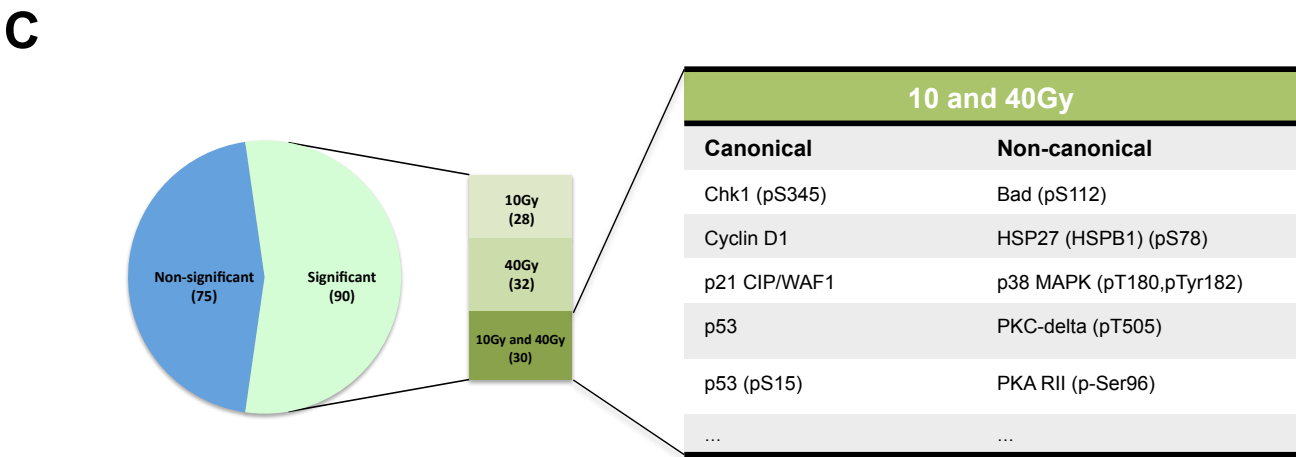 C
Non-significant
(75)
Significant
(90)
10Gy
(28)
40Gy
(32)
10Gy and 40Gy
(30)
10 and 40Gy
Canonical Non-canonical
Chk1 (pS345) Bad (pS112)
Cyclin D1 HSP27 (HSPB1) (pS78)
p21 CIP/WAF1 p38 MAPK (pT180,pTyr182)
p53 PKC-delta (pT505)
p53 (pS15) PKA RII (p-Ser96)
... ...